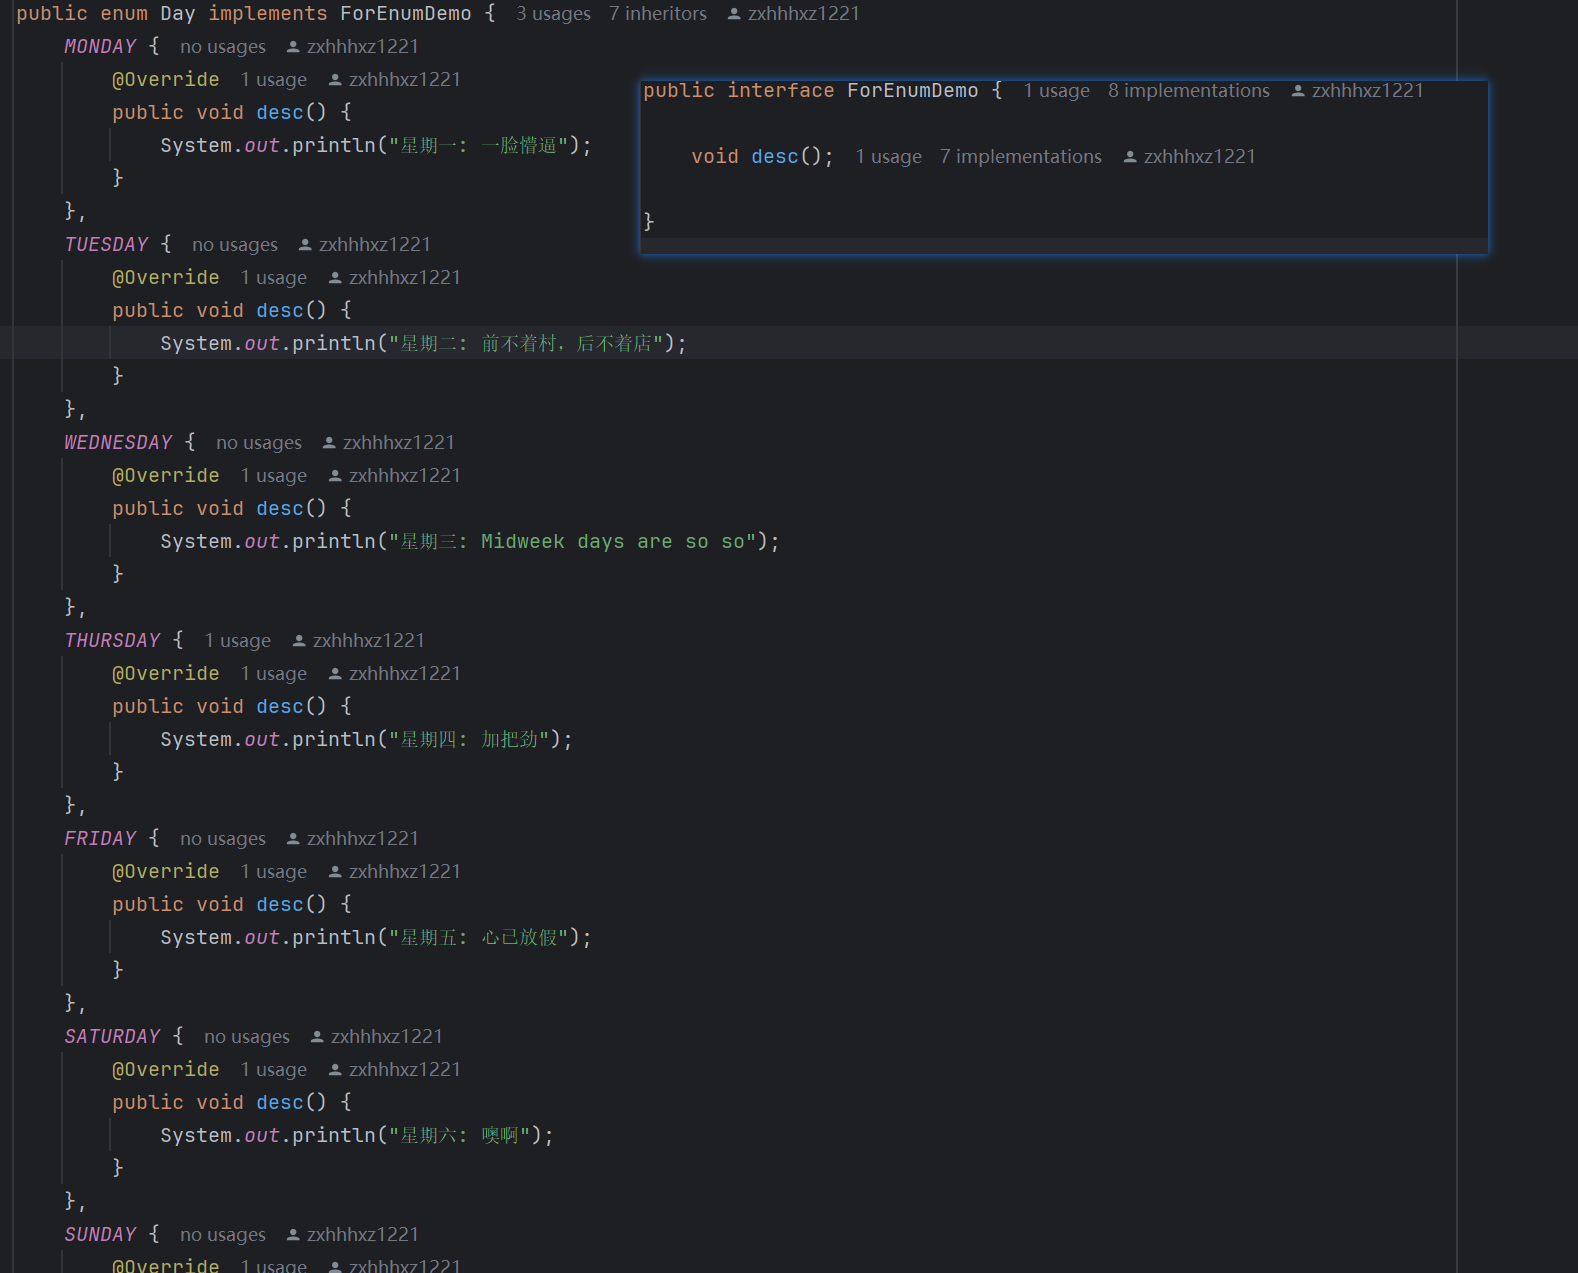 public enum Day implements ForEnumDemo {  3 usages  7 inheritors  zxhhhxz1221
MONDAY {  no usages  zxhhhxz1221
@Override  1 usage  zxhhhxz1221
public void desc() {
System.out.println("星期一: 一脸懵逼");
}
},
TUESDAY {  no usages  zxhhhxz1221
@Override  1 usage  zxhhhxz1221
public void desc() {
System.out.println("星期二: 前不着村，后不着店");
}
},
WEDNESDAY {  no usages  zxhhhxz1221
@Override  1 usage  zxhhhxz1221
public void desc() {
System.out.println("星期三: Midweek days are so so");
}
},
THURSDAY {  1 usage  zxhhhxz1221
@Override  1 usage  zxhhhxz1221
public void desc() {
System.out.println("星期四: 加把劲");
}
},
FRIDAY {  no usages  zxhhhxz1221
@Override  1 usage  zxhhhxz1221
public void desc() {
System.out.println("星期五: 心已放假");
}
},
SATURDAY {  no usages  zxhhhxz1221
@Override  1 usage  zxhhhxz1221
public void desc() {
System.out.println("星期六: 噢啊");
}
},
SUNDAY {  no usages  zxhhhxz1221
@Override  1 usage  zxhhhxz1221
public interface ForEnumDemo {  1 usage  8 implementations  zxhhhxz1221
void desc();  1 usage  7 implementations  zxhhhxz1221
}